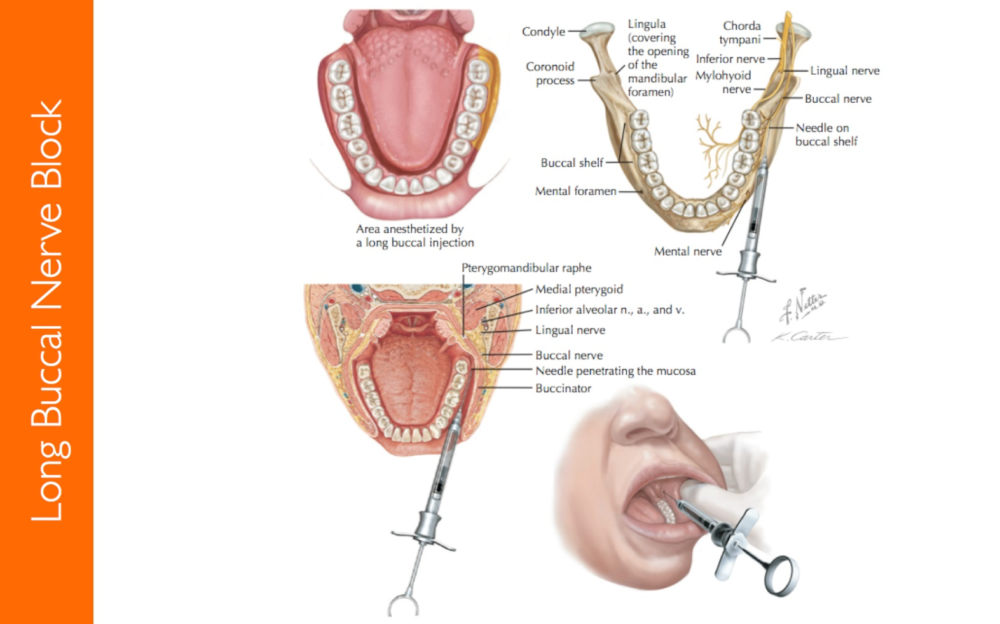 Long Buccal Nerve Block
Area anesthetized by
a long buccal injection
Condyle
Coronoid
process
Lingula
(covering
the opening
of the
mandibular
foramen)
Chorda
tympani
Inferior nerve
Mylohyoid
nerve
Lingual nerve
Buccal nerve
Needle on
buccal shelf
Buccal shelf
Mental foramen
Mental nerve
Pterygomandibular raphe
Medial pterygoid
Inferior alveolar n., a., and v.
Lingual nerve
Buccal nerve
Needle penetrating the mucosa
Buccinator
F. Netter
M.D.
K. Carter